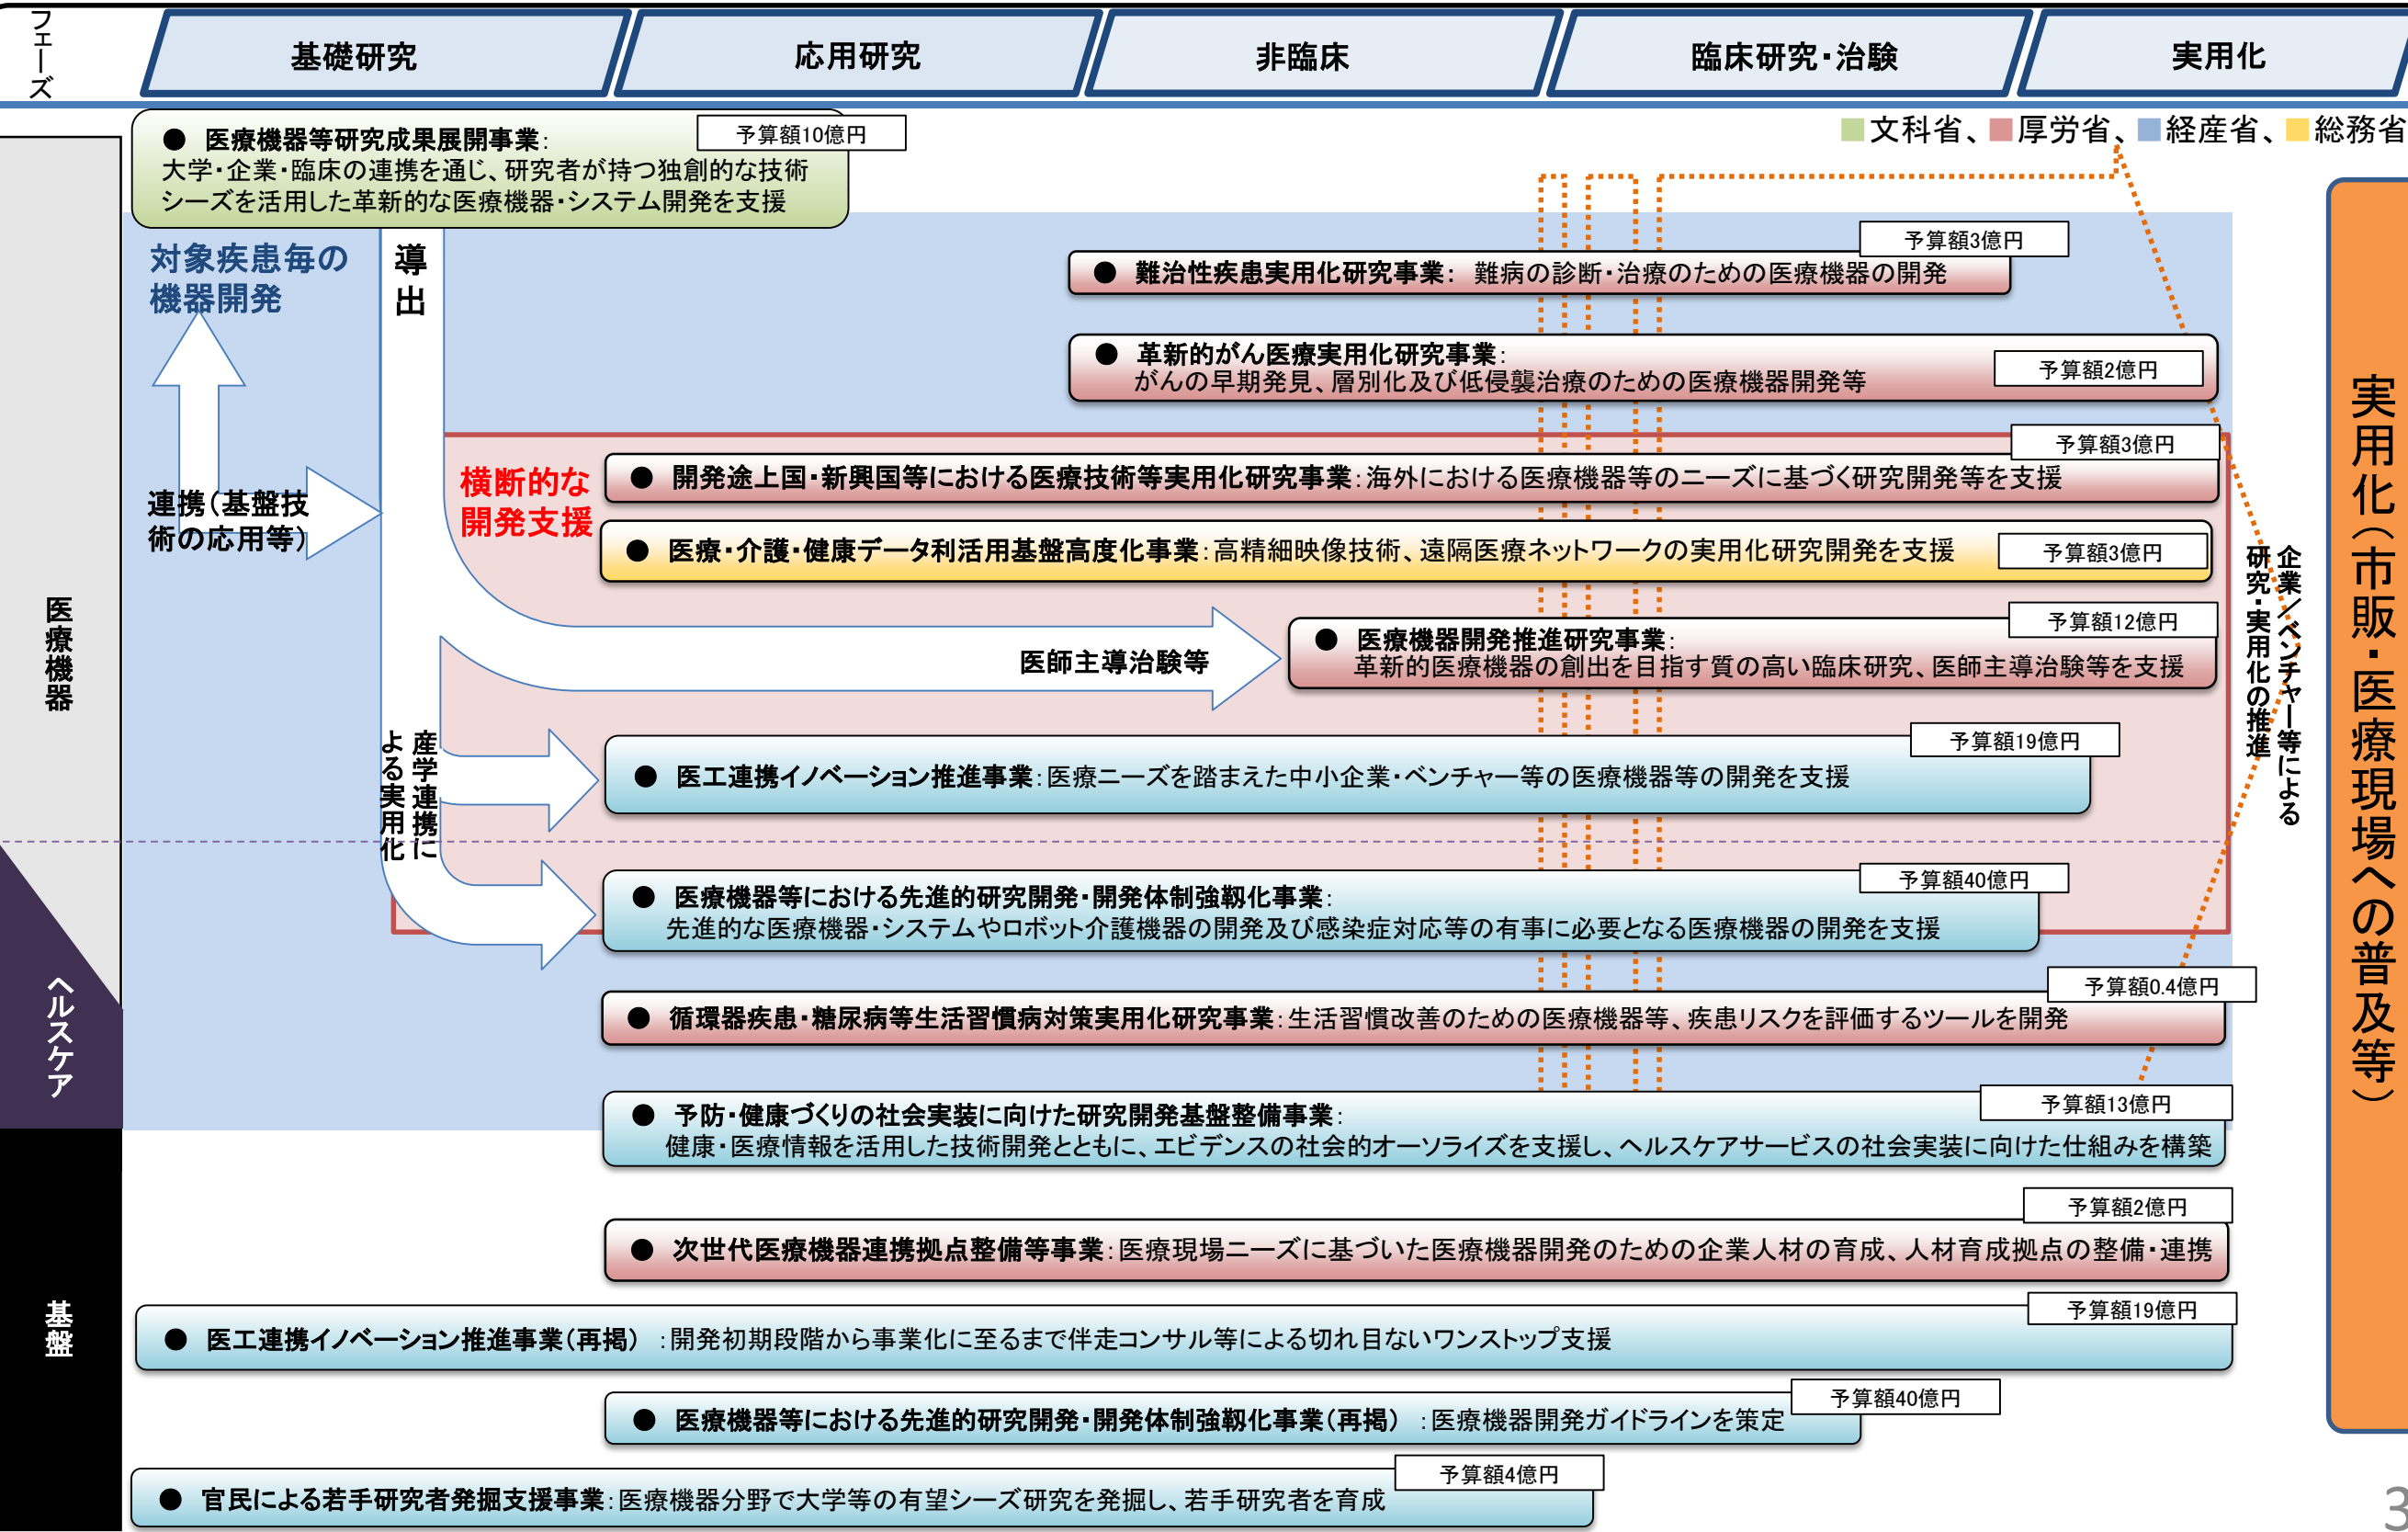 フェーズ
基礎研究
応用研究
非臨床
臨床研究・治験
実用化
文科省、厚労省、経産省、総務省
● 医療機器等研究成果展開事業:
予算額10億円
大学・企業・臨床の連携を通じ、研究者が持つ独創的な技術
シーズを活用した革新的な医療機器・システム開発を支援
対象疾患毎の
機器開発
導出
連携(基盤技
術の応用等)
予算額3億円
● 難治性疾患実用化研究事業: 難病の診断・治療のための医療機器の開発
● 革新的がん医療実用化研究事業:
がんの早期発見、層別化及び低侵襲治療のための医療機器開発等
予算額2億円
横断的な
開発支援
予算額3億円
● 開発途上国・新興国等における医療技術等実用化研究事業:海外における医療機器等のニーズに基づく研究開発等を支援
● 医療・介護・健康データ利活用基盤高度化事業:高精細映像技術、遠隔医療ネットワークの実用化研究開発を支援
予算額3億円
医師主導治験等
予算額12億円
● 医療機器開発推進研究事業:
革新的医療機器の創出を目指す質の高い臨床研究、医師主導治験等を支援
産学連携に
よる実用化
予算額19億円
● 医工連携イノベーション推進事業:医療ニーズを踏まえた中小企業・ベンチャー等の医療機器等の開発を支援
予算額40億円
● 医療機器等における先進的研究開発・開発体制強靱化事業:
先進的な医療機器・システムやロボット介護機器の開発及び感染症対応等の有事に必要となる医療機器の開発を支援
予算額0.4億円
● 循環器疾患・糖尿病等生活習慣病対策実用化研究事業:生活習慣改善のための医療機器等、疾患リスクを評価するツールを開発
予算額13億円
● 予防・健康づくりの社会実装に向けた研究開発基盤整備事業:
健康・医療情報を活用した技術開発とともに、エビデンスの社会的オーソライズを支援し、ヘルスケアサービスの社会実装に向けた仕組みを構築
予算額2億円
● 次世代医療機器連携拠点整備等事業:医療現場ニーズに基づいた医療機器開発のための企業人材の育成、人材育成拠点の整備・連携
予算額19億円
● 医工連携イノベーション推進事業(再掲) :開発初期段階から事業化に至るまで伴走コンサル等による切れ目ないワンストップ支援
予算額40億円
● 医療機器等における先進的研究開発・開発体制強靱化事業(再掲) :医療機器開発ガイドラインを策定
予算額4億円
● 官民による若手研究者発掘支援事業:医療機器分野で大学等の有望シーズ研究を発掘し、若手研究者を育成
医療機器
ヘルスケア
基盤
企業/ベンチャー等による
研究・実用化の推進
実用化(市販・医療現場への普及等)
3